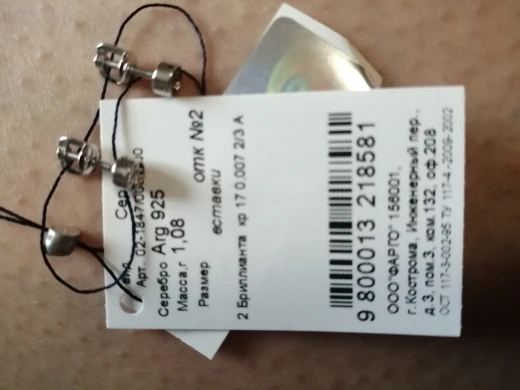 Сер
Арт. 02-1847/00
Серебро Arg 925
Масса,г 1,08
Размер
отк №2
вставки
2 Бриллианта кр 17 0,007 2/3 А
9 800013 218581
ООО"ФАРГО" 156001,
г.Кострома, Инженерный пер.,
д.3, пом.3, ком.132, оф.208
ОСТ 117-3-002-95 ТУ 117-4-2009-2002